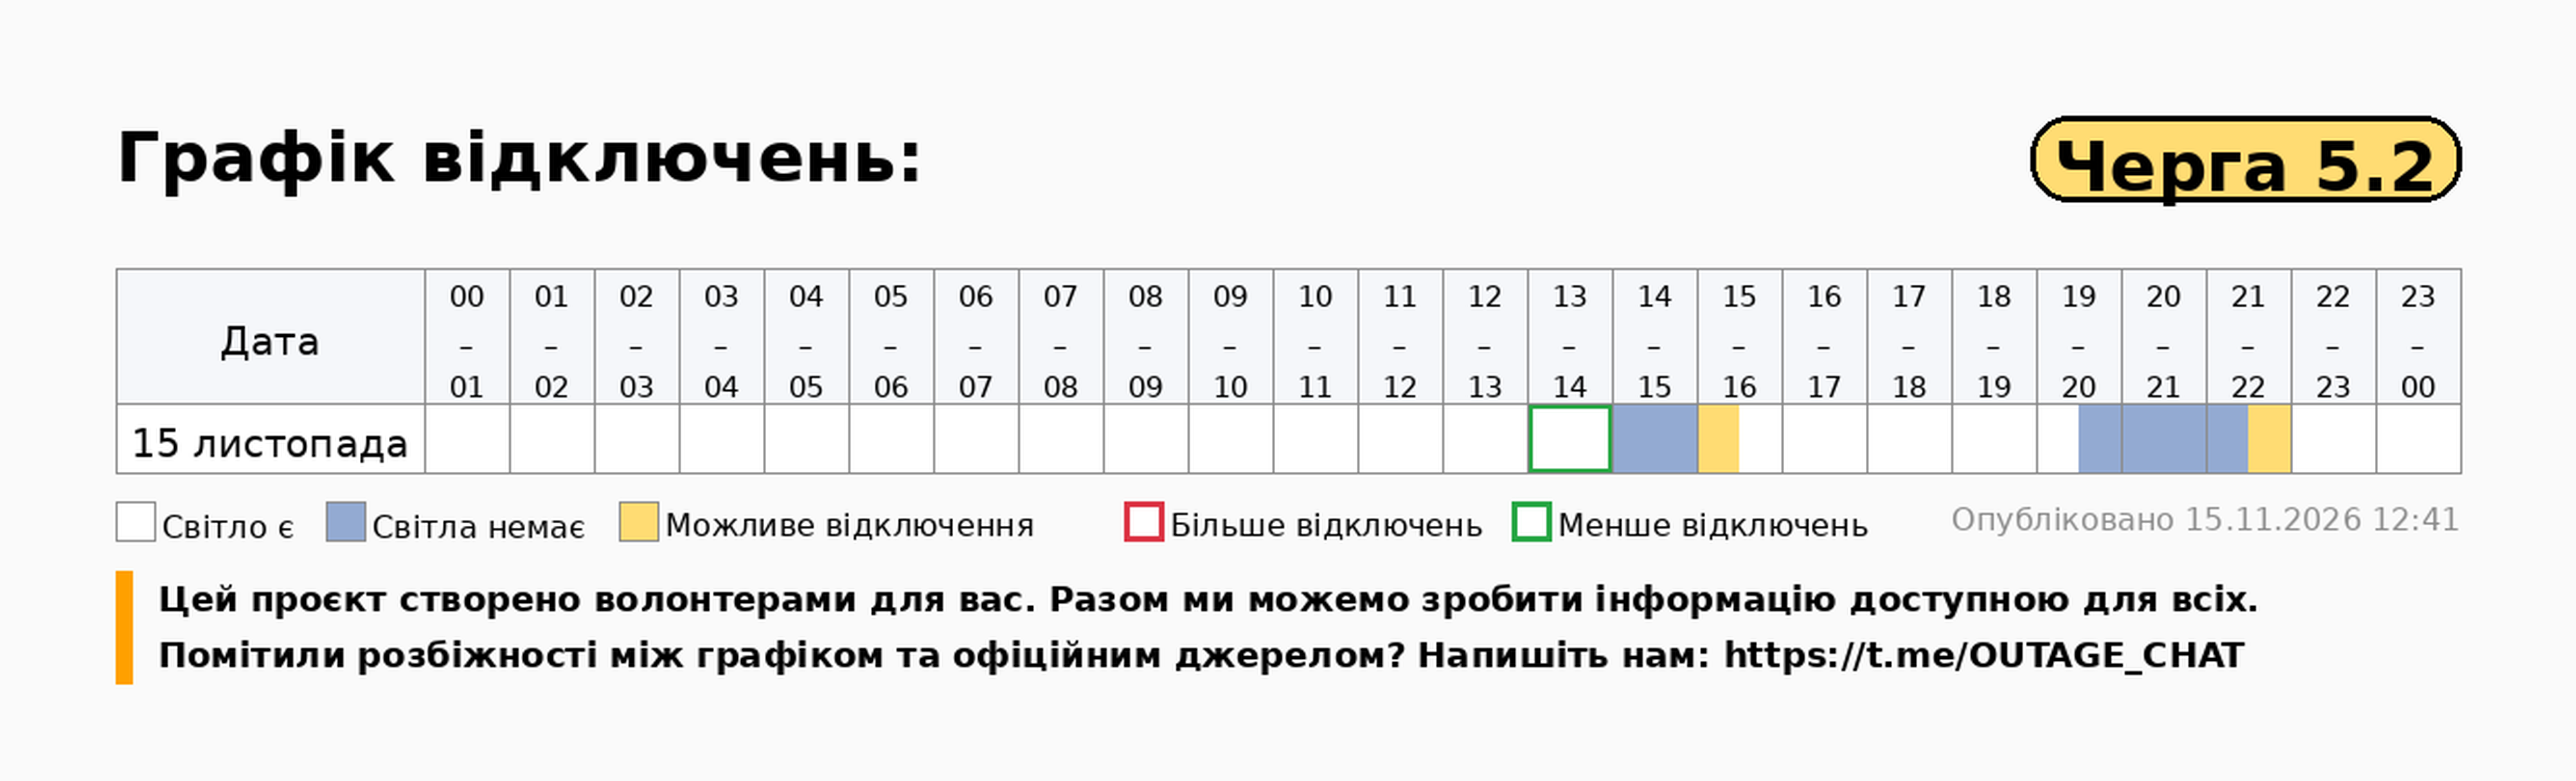 Графік відключень:
Черга 5.2
Дата
00 – 01
01 – 02
02 – 03
03 – 04
04 – 05
05 – 06
06 – 07
07 – 08
08 – 09
09 – 10
10 – 11
11 – 12
12 – 13
13 – 14
14 – 15
15 – 16
16 – 17
17 – 18
18 – 19
19 – 20
20 – 21
21 – 22
22 – 23
23 – 00
15 листопада
Світло є
Світла немає
Можливе відключення
Більше відключень
Менше відключень
Опубліковано 15.11.2026 12:41
Цей проєкт створено волонтерами для вас. Разом ми можемо зробити інформацію доступною для всіх.
Помітили розбіжності між графіком та офіційним джерелом? Напишіть нам: https://t.me/OUTAGE_CHAT